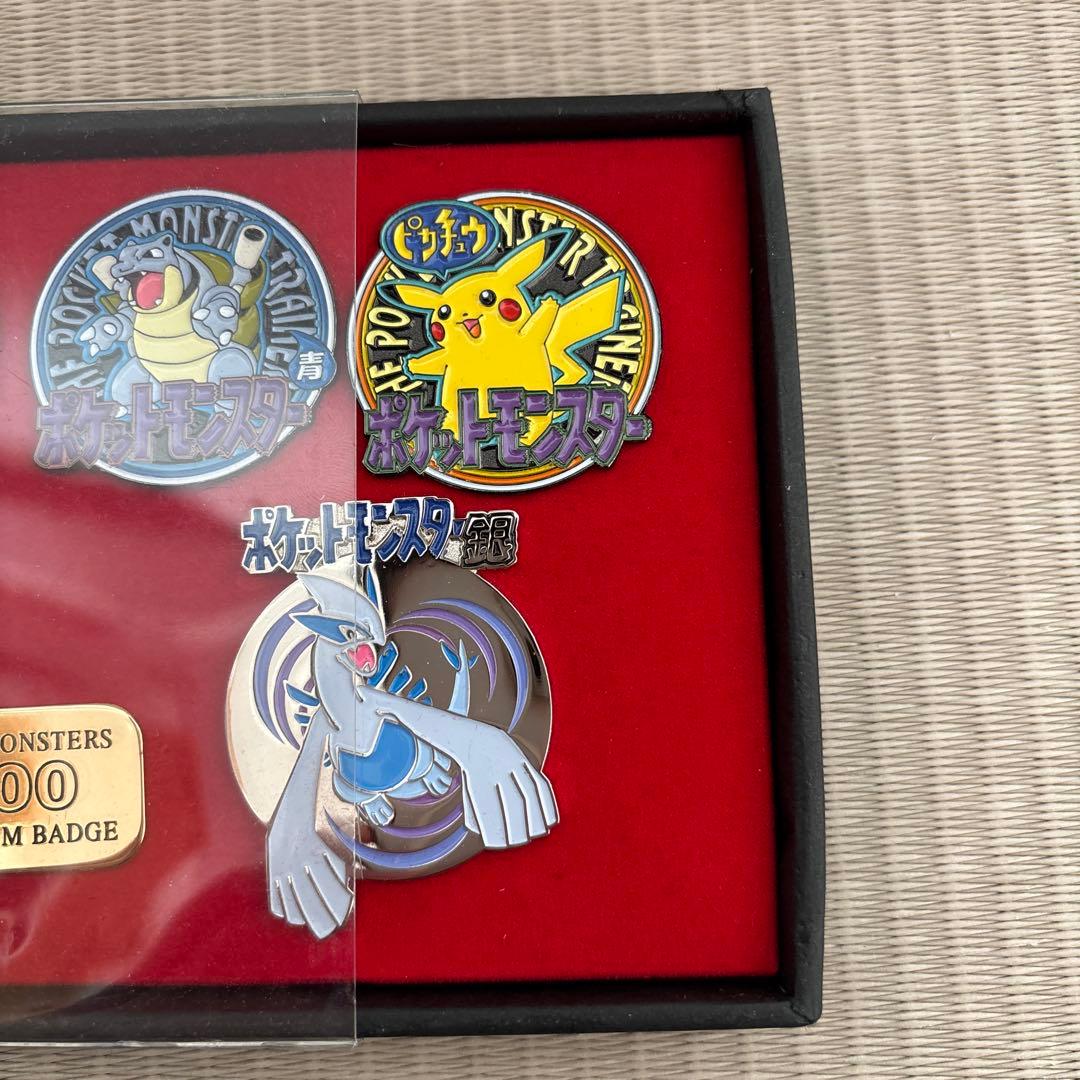 THE POCKET MONSTER TRAINER
青
ポケットモンスター
ピカチュウ
THE POCKET MONSTER TRAINER
ポケットモンスター
ポケットモンスター銀
ONSTERS
00
M BADGE